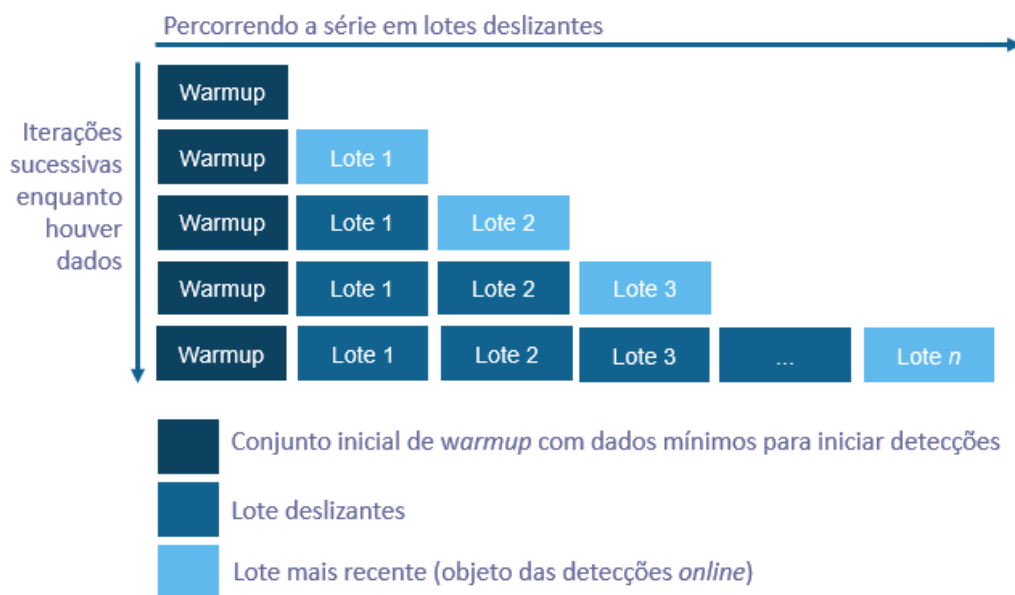 Percorrendo a série em lotes deslizantes
Iterações
sucessivas
enquanto
houver
dados
Warmup
Warmup Lote 1
Warmup Lote 1 Lote 2
Warmup Lote 1 Lote 2 Lote 3
Warmup Lote 1 Lote 2 Lote 3 ... Lote n
Conjunto inicial de warmup com dados mínimos para iniciar detecções
Lote deslizantes
Lote mais recente (objeto das detecções online)